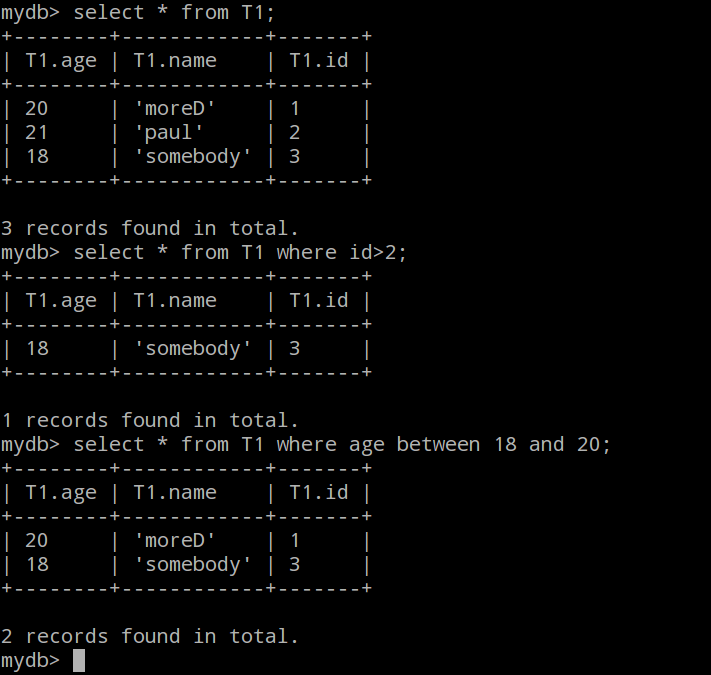 mydb> select * from T1;
+--------+------------+-------+
| T1.age | T1.name    | T1.id |
+--------+------------+-------+
| 20     | 'moreD'    | 1     |
| 21     | 'paul'     | 2     |
| 18     | 'somebody' | 3     |
+--------+------------+-------+

3 records found in total.
mydb> select * from T1 where id>2;
+--------+------------+-------+
| T1.age | T1.name    | T1.id |
+--------+------------+-------+
| 18     | 'somebody' | 3     |
+--------+------------+-------+

1 records found in total.
mydb> select * from T1 where age between 18 and 20;
+--------+------------+-------+
| T1.age | T1.name    | T1.id |
+--------+------------+-------+
| 20     | 'moreD'    | 1     |
| 18     | 'somebody' | 3     |
+--------+------------+-------+

2 records found in total.
mydb>